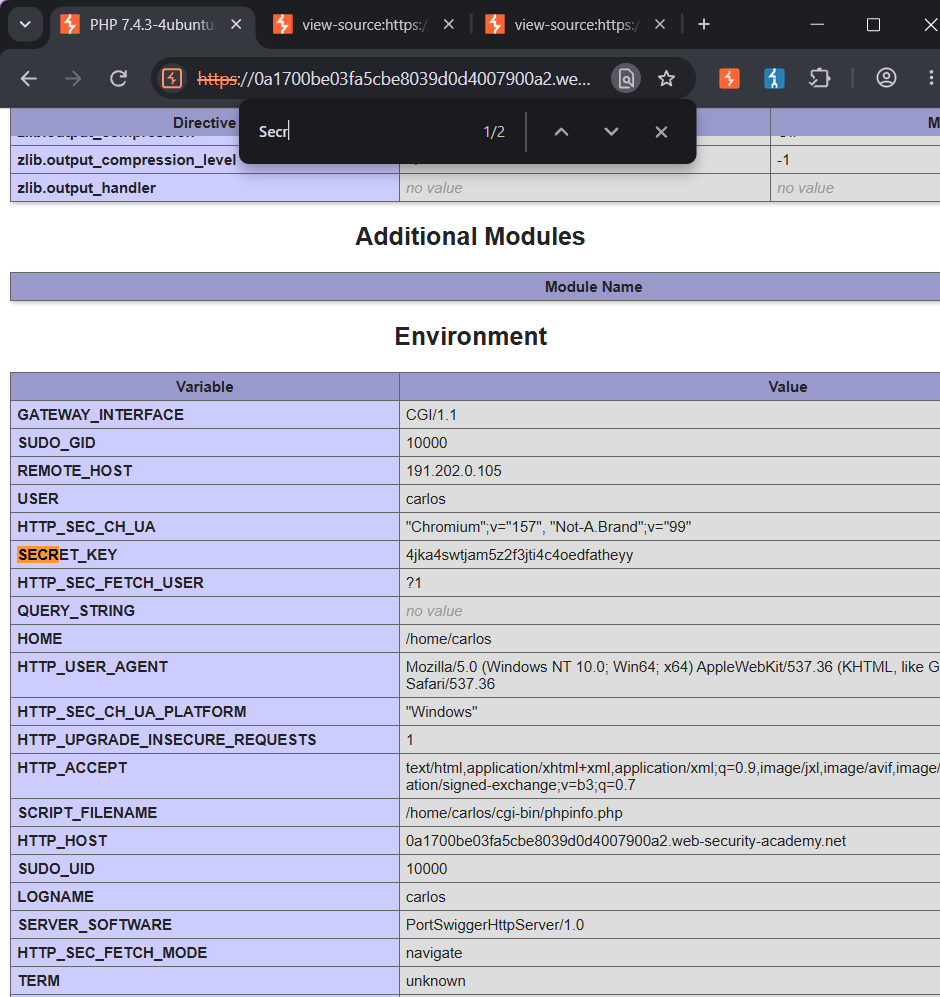 PHP 7.4.3-4ubuntu
view-source:https:/
view-source:https:/
https://0a1700be03fa5cbe8039d0d4007900a2.we...
Secr 1/2
Directive M
zlib.output_compression_level -1
zlib.output_handler no value no value
Additional Modules
Module Name
Environment
Variable Value
GATEWAY_INTERFACE CGI/1.1
SUDO_GID 10000
REMOTE_HOST 191.202.0.105
USER carlos
HTTP_SEC_CH_UA "Chromium";v="157", "Not-A.Brand";v="99"
SECRET_KEY 4jka4swtjam5z2f3jti4c4oedfatheyy
HTTP_SEC_FETCH_USER ?1
QUERY_STRING no value
HOME /home/carlos
HTTP_USER_AGENT Mozilla/5.0 (Windows NT 10.0; Win64; x64) AppleWebKit/537.36 (KHTML, like G
Safari/537.36
HTTP_SEC_CH_UA_PLATFORM "Windows"
HTTP_UPGRADE_INSECURE_REQUESTS 1
HTTP_ACCEPT text/html,application/xhtml+xml,application/xml;q=0.9,image/jxl,image/avif,image/
ation/signed-exchange;v=b3;q=0.7
SCRIPT_FILENAME /home/carlos/cgi-bin/phpinfo.php
HTTP_HOST 0a1700be03fa5cbe8039d0d4007900a2.web-security-academy.net
SUDO_UID 10000
LOGNAME carlos
SERVER_SOFTWARE PortSwiggerHttpServer/1.0
HTTP_SEC_FETCH_MODE navigate
TERM unknown